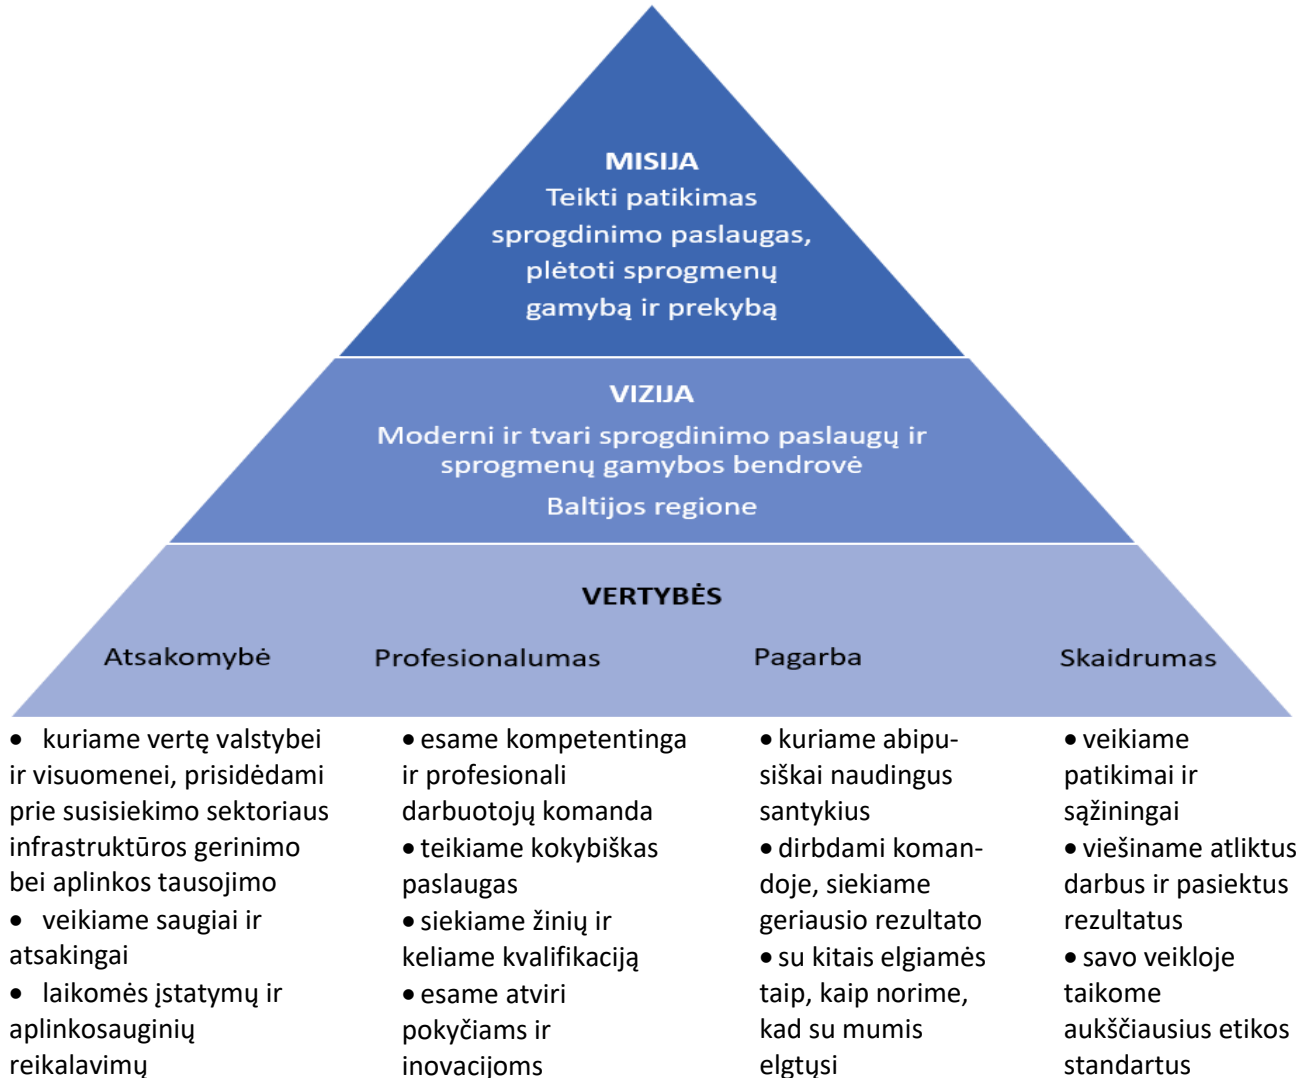 MISIJA
Teikti patikimas
sprogdinimo paslaugas,
plėtoti sprogmenų
gamybą ir prekybą
VIZIJA
Moderni ir tvari sprogdinimo paslaugų ir
sprogmenų gamybos bendrovė
Baltijos regione
VERTYBĖS
Atsakomybė
Profesionalumas
Pagarba
Skaidrumas
• kuriame vertę valstybei
ir visuomenei, prisidėdami
prie susisiekimo sektoriaus
infrastruktūros gerinimo
bei aplinkos tausojimo
• veikiame saugiai ir
atsakingai
• laikomės įstatymų ir
aplinkosauginių
reikalavimų
• esame kompetentinga
ir profesionali
darbuotojų komanda
• teikiame kokybiškas
paslaugas
• siekiame žinių ir
keliame kvalifikaciją
• esame atviri
pokyčiams ir
inovacijoms
• kuriame abipu-
siškai naudingus
santykius
• dirbdami koman-
doje, siekiame
geriausio rezultato
• su kitais elgiamės
taip, kaip norime,
kad su mumis
elgtųsi
• veikiame
patikimai ir
sąžiningai
• viešiname atliktus
darbus ir pasiektus
rezultatus
• savo veikloje
taikome
aukščiausius etikos
standartus